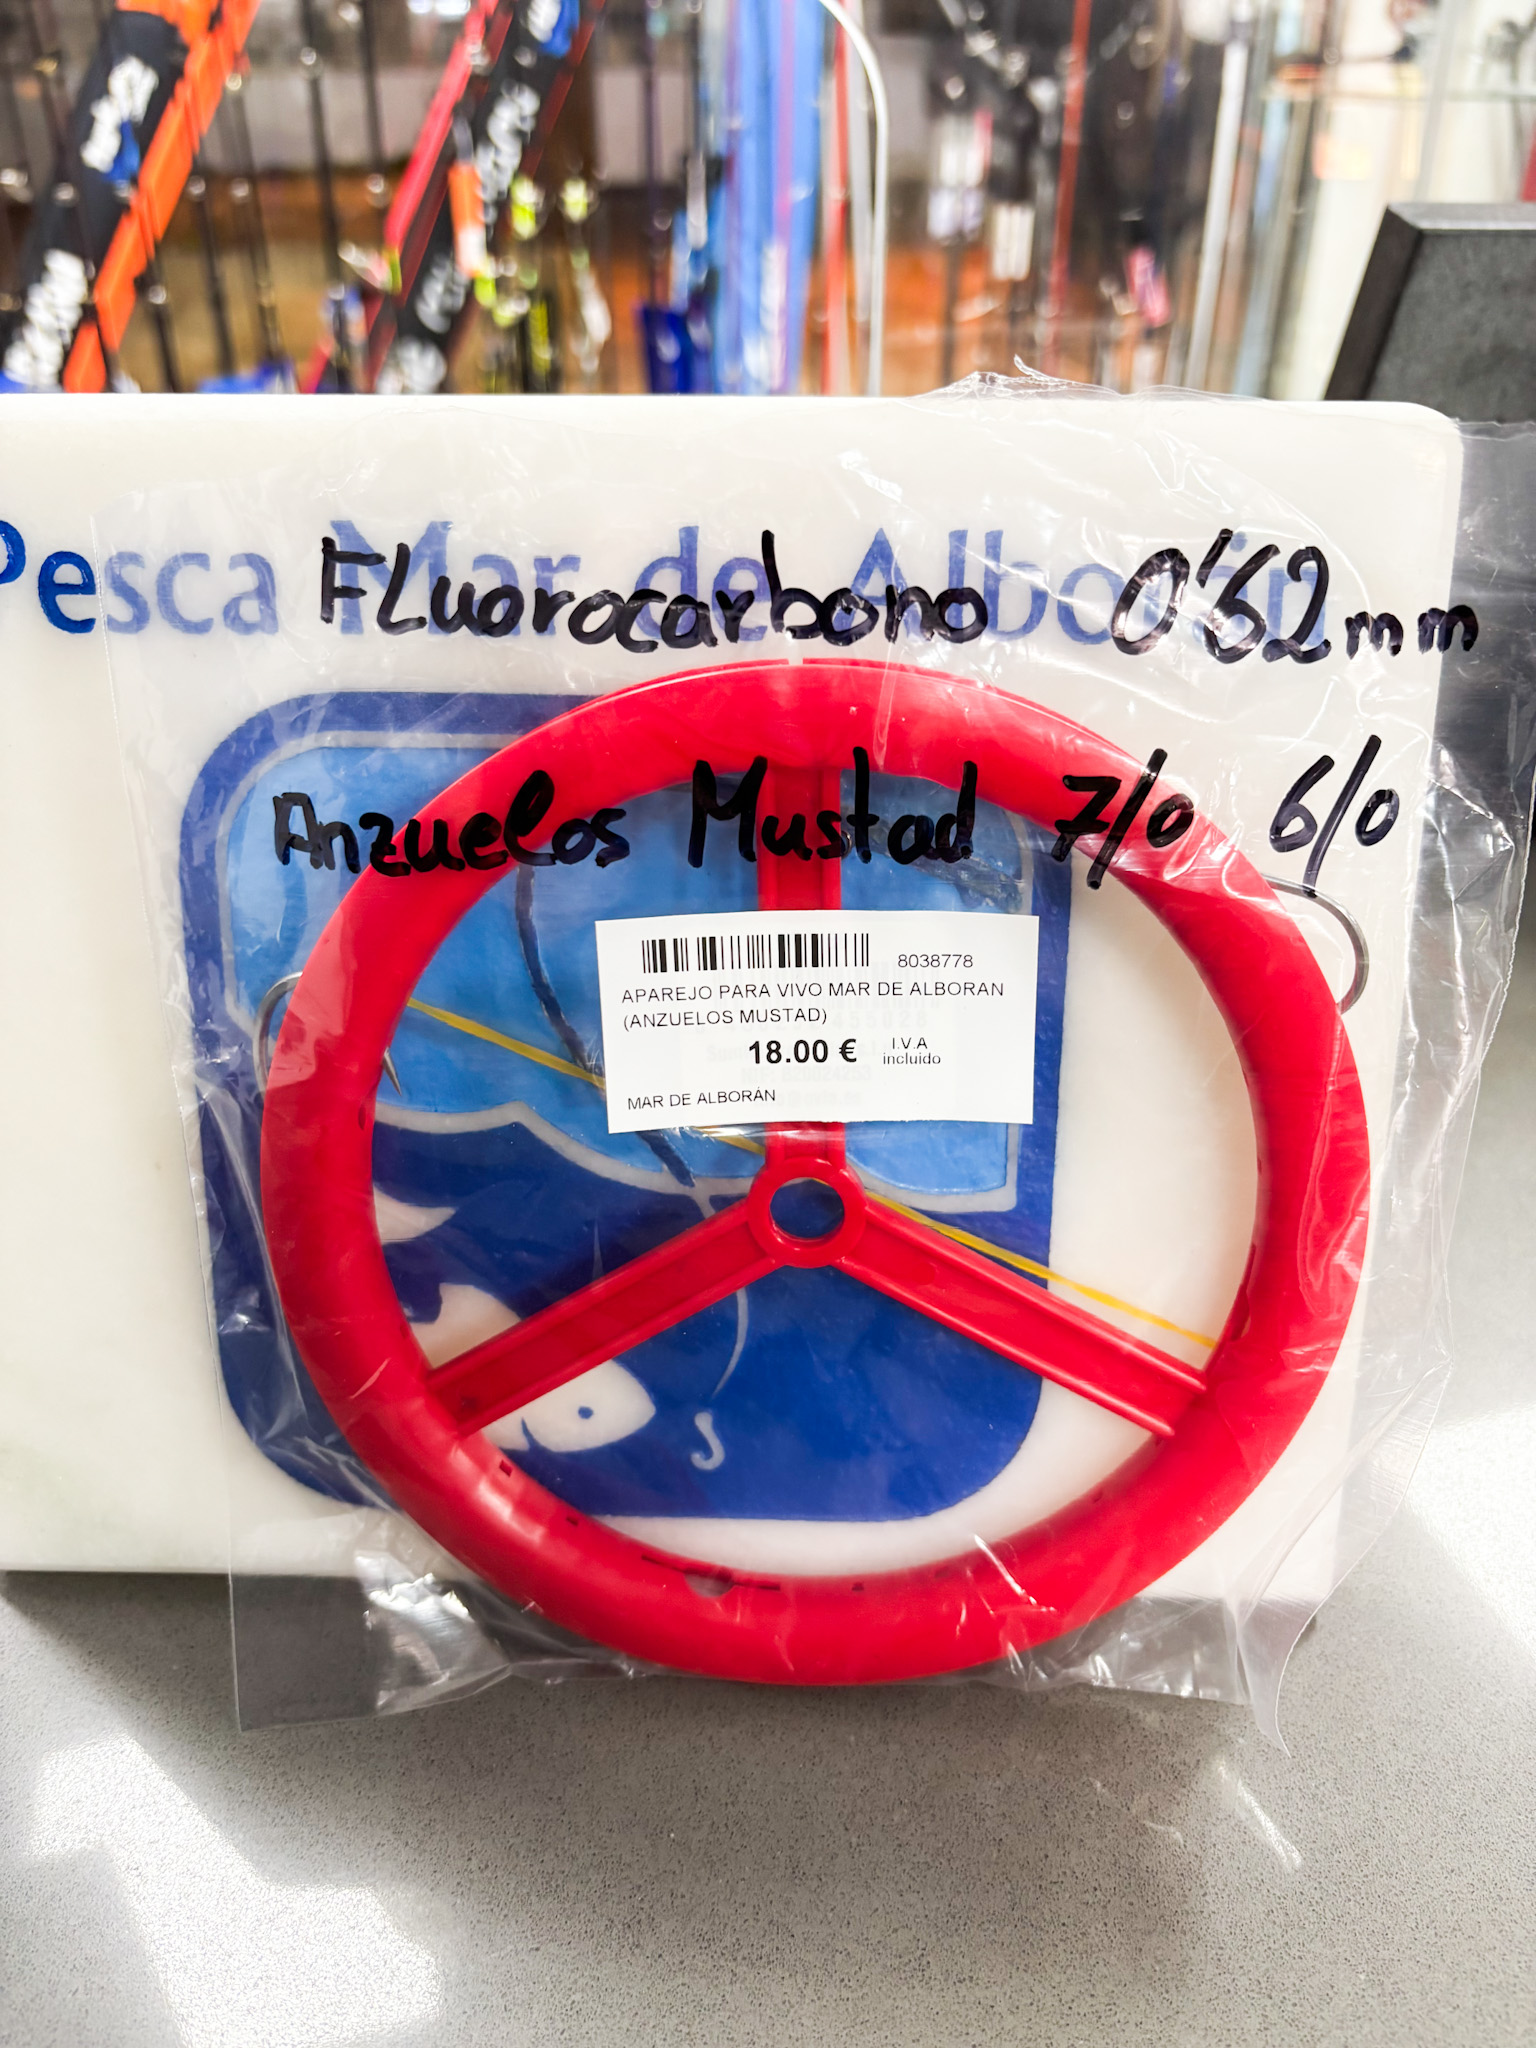 Pesca Mar de Alborán
FLuorocarbono 0'62mm
Anzuelos Mustad 7/0 6/0
8038778
APAREJO PARA VIVO MAR DE ALBORAN
(ANZUELOS MUSTAD)
18.00 € I.V.A
incluido
MAR DE ALBORÁN